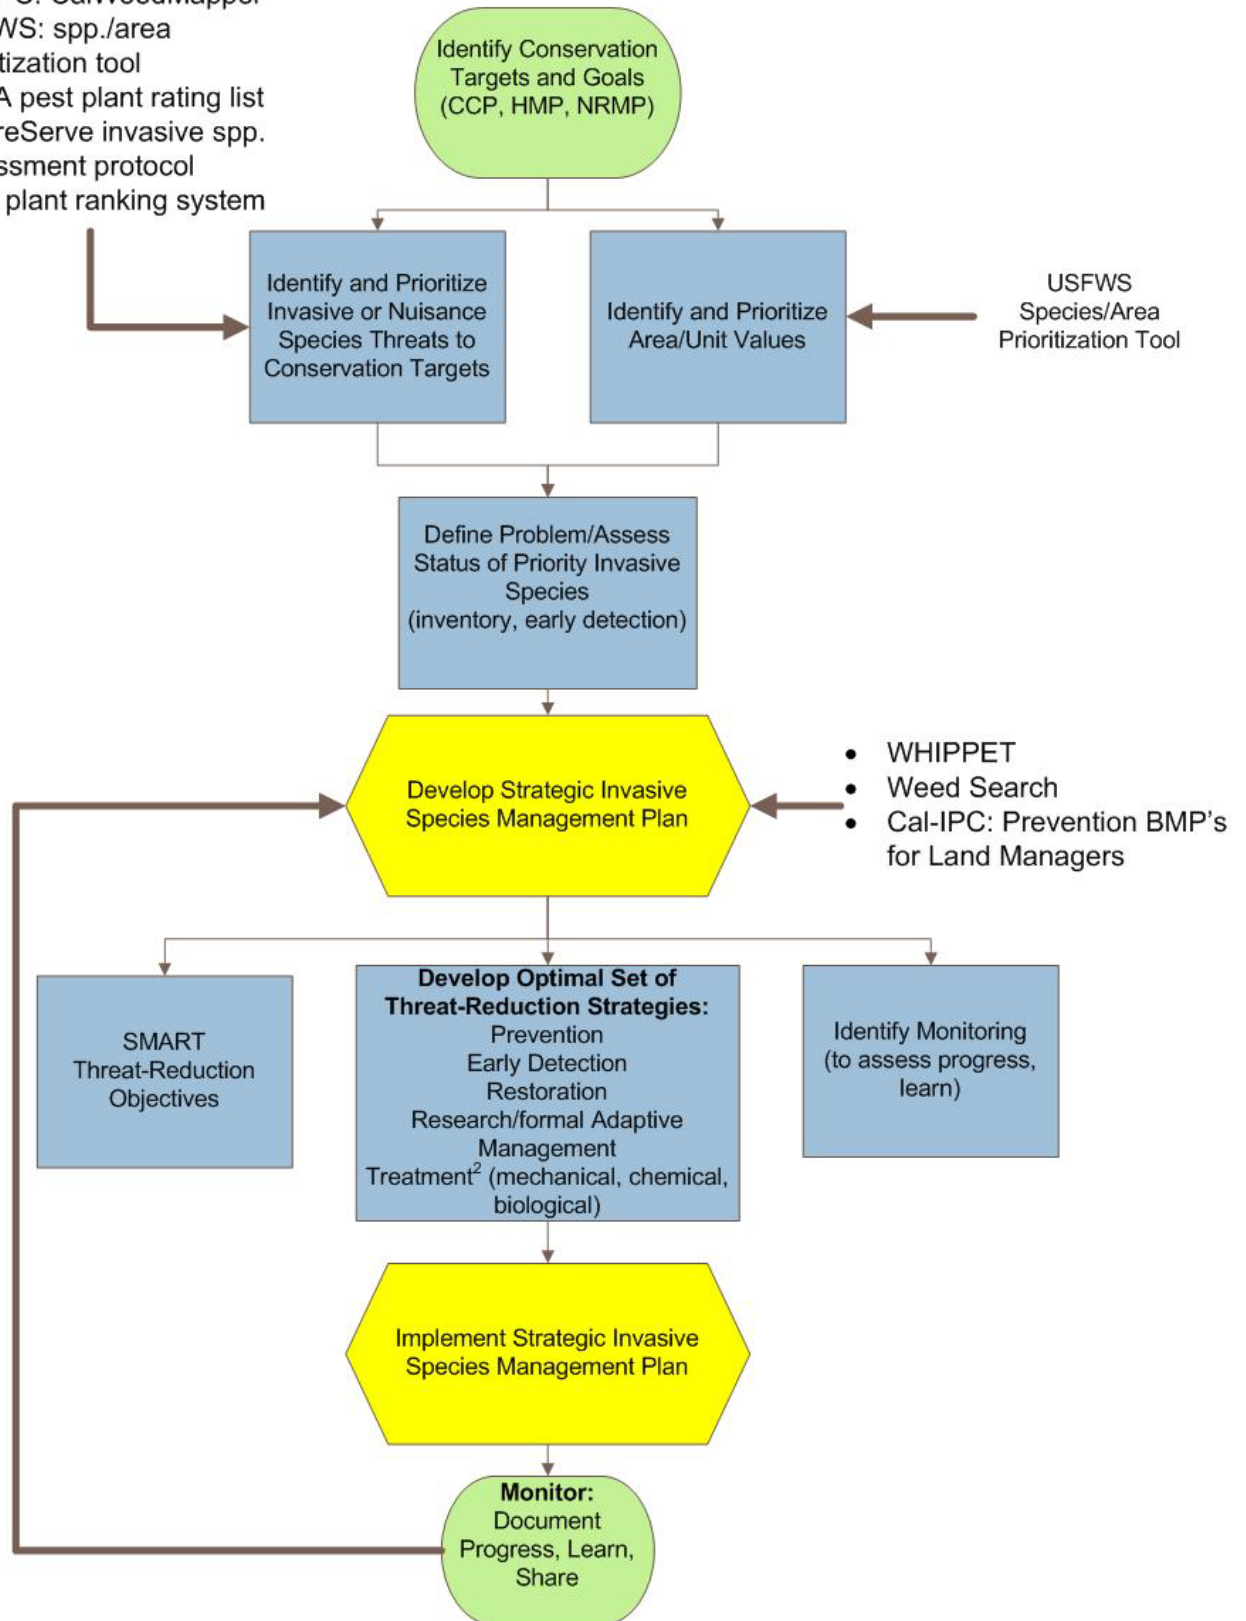 CalWeedMapper
WS: spp./area
tization tool
A pest plant rating list
reServe invasive spp.
ssment protocol
plant ranking system
Identify Conservation
Targets and Goals
(CCP, HMP, NRMP)
Identify and Prioritize
Invasive or Nuisance
Species Threats to
Conservation Targets
Identify and Prioritize
Area/Unit Values
USFWS
Species/Area
Prioritization Tool
Define Problem/Assess
Status of Priority Invasive
Species
(inventory, early detection)
Develop Strategic Invasive
Species Management Plan
• WHIPPET
• Weed Search
• Cal-IPC: Prevention BMP’s
for Land Managers
SMART
Threat-Reduction
Objectives
Develop Optimal Set of
Threat-Reduction Strategies:
Prevention
Early Detection
Restoration
Research/formal Adaptive
Management
Treatment² (mechanical, chemical,
biological)
Identify Monitoring
(to assess progress,
learn)
Implement Strategic Invasive
Species Management Plan
Monitor:
Document
Progress, Learn,
Share